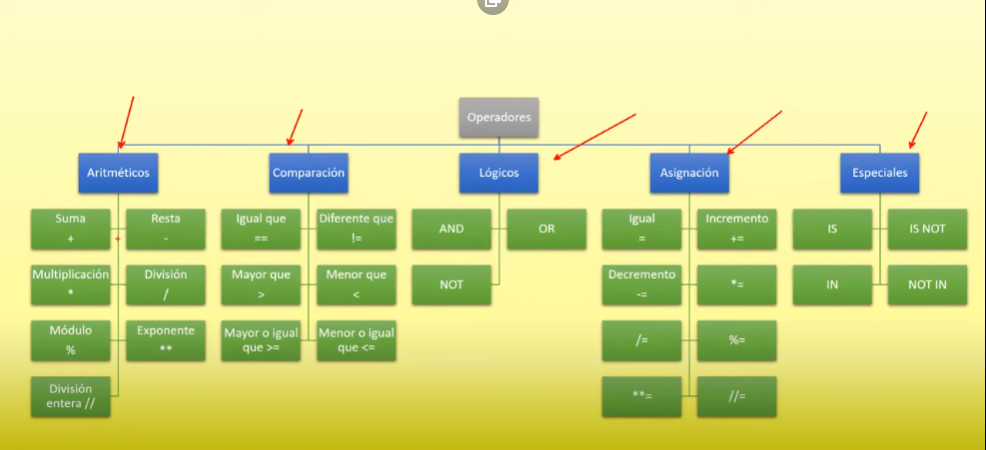 Operadores
Aritméticos
Comparación
Lógicos
Asignación
Especiales
Suma
+
Resta
-
Multiplicación
*
División
/
Módulo
%
Exponente
**
División
entera //
Igual que
==
Diferente que
!=
Mayor que
>
Menor que
<
Mayor o igual
que >=
Menor o igual
que <=
AND
OR
NOT
Igual
=
Incremento
+=
Decremento
-=
*=
/=
%=
**=
//=
IS
IS NOT
IN
NOT IN